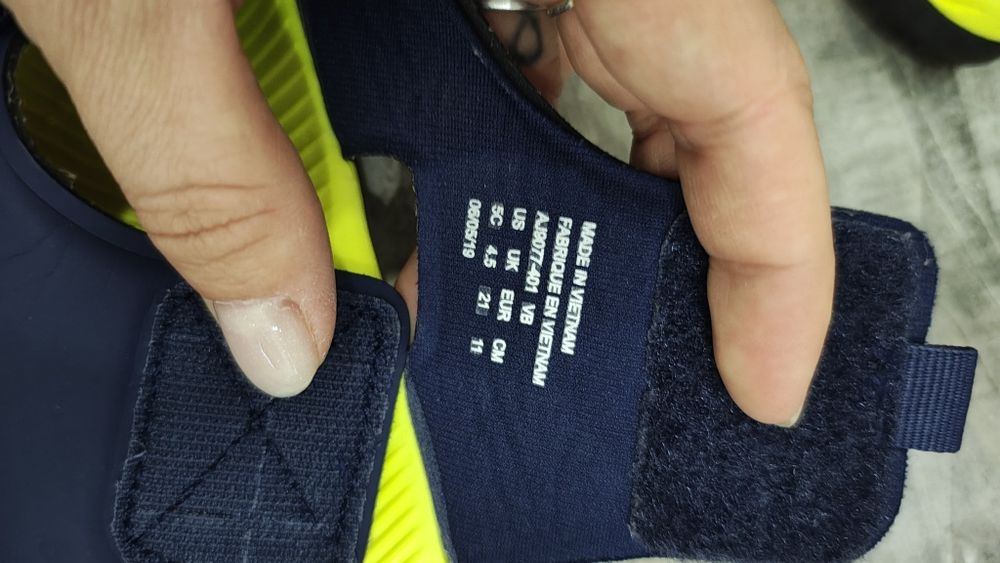 MADE IN VIETNAM
FABRIQUE EN VIETNAM
AJ8077-401 VB
US UK EUR CM
5C 4.5 21 11
06/05/19